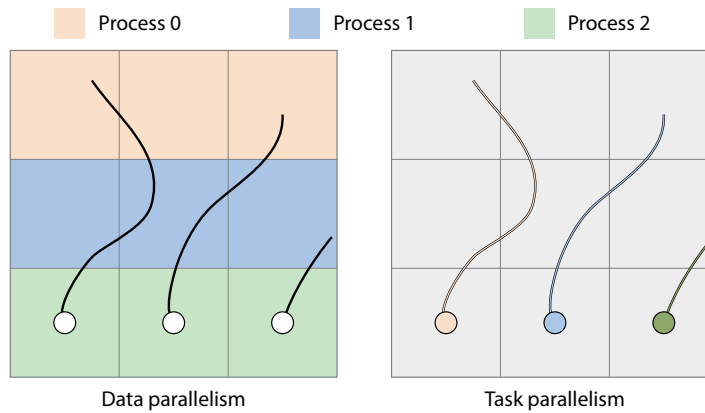 Process 0 Process 1 Process 2
Data parallelism Task parallelism